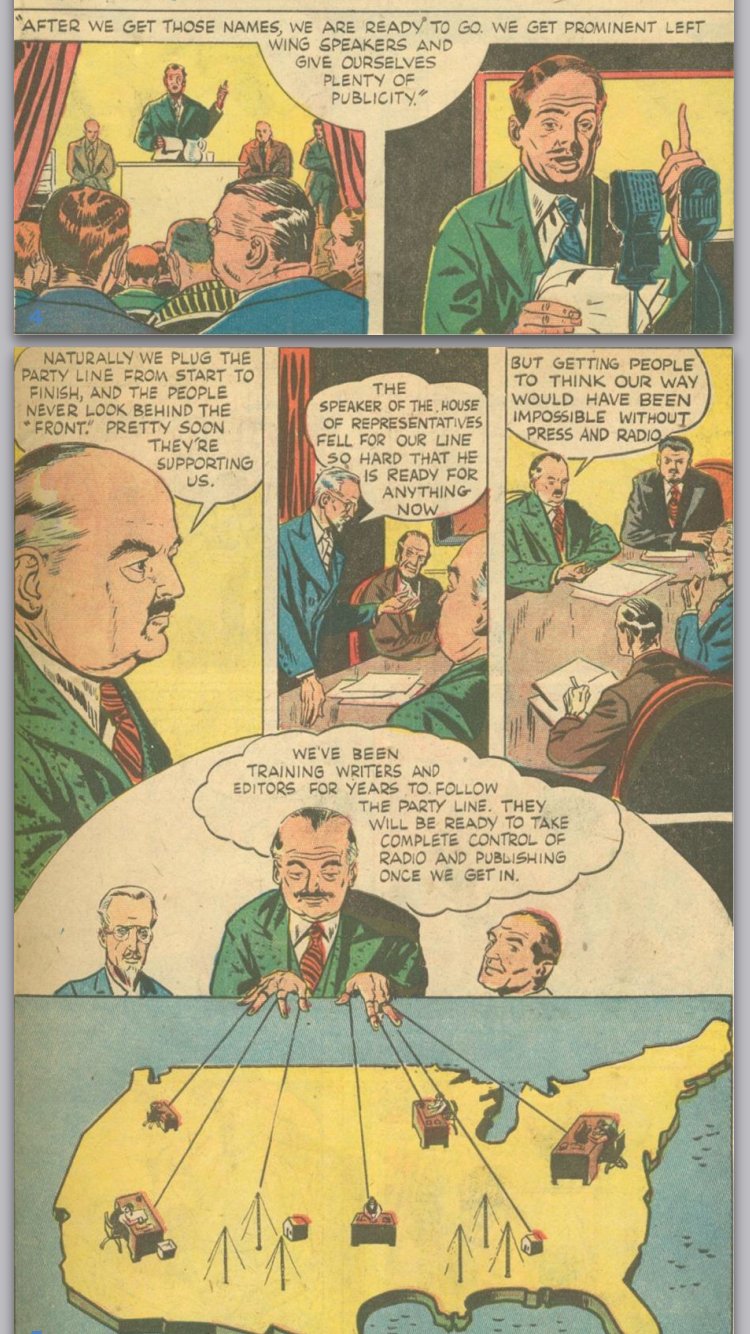 "AFTER WE GET THOSE NAMES, WE ARE READY" TO GO. WE GET PROMINENT LEFT
WING SPEAKERS AND
GIVE OURSELVES
PLENTY OF
PUBLICITY."
4
NATURALLY WE PLUG THE
PARTY LINE FROM START TO
FINISH, AND THE PEOPLE
NEVER LOOK BEHIND THE
"FRONT." PRETTY SOON
THEY'RE
SUPPORTING
US.
THE
SPEAKER OF THE HOUSE
OF REPRESENTATIVES
FELL FOR OUR LINE
SO HARD THAT HE
IS READY FOR
ANYTHING
NOW
BUT GETTING PEOPLE
TO THINK OUR WAY
WOULD HAVE BEEN
IMPOSSIBLE WITHOUT
PRESS AND RADIO
WE'VE BEEN
TRAINING WRITERS AND
EDITORS FOR YEARS TO FOLLOW
THE PARTY LINE. THEY
WILL BE READY TO TAKE
COMPLETE CONTROL OF
RADIO AND PUBLISHING
ONCE WE GET IN.